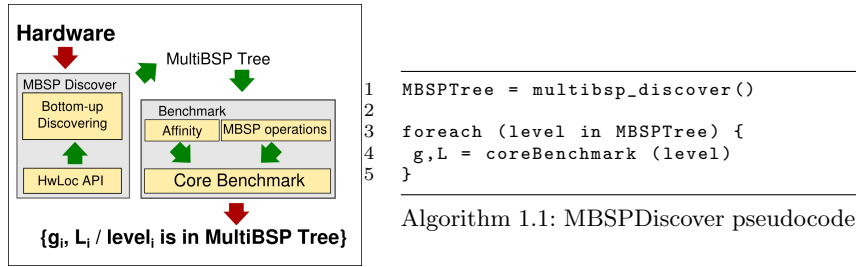 Hardware
MultiBSP Tree
MBSP Discover
Bottom-up
Discovering
HwLoc API
Benchmark
Affinity
MBSP operations
Core Benchmark
{gi, Li / leveli is in MultiBSP Tree}
1 MBSPTree = multibsp_discover()
2
3 foreach (level in MBSPTree) {
4 g,L = coreBenchmark (level)
5 }
Algorithm 1.1: MBSPDiscover pseudocode